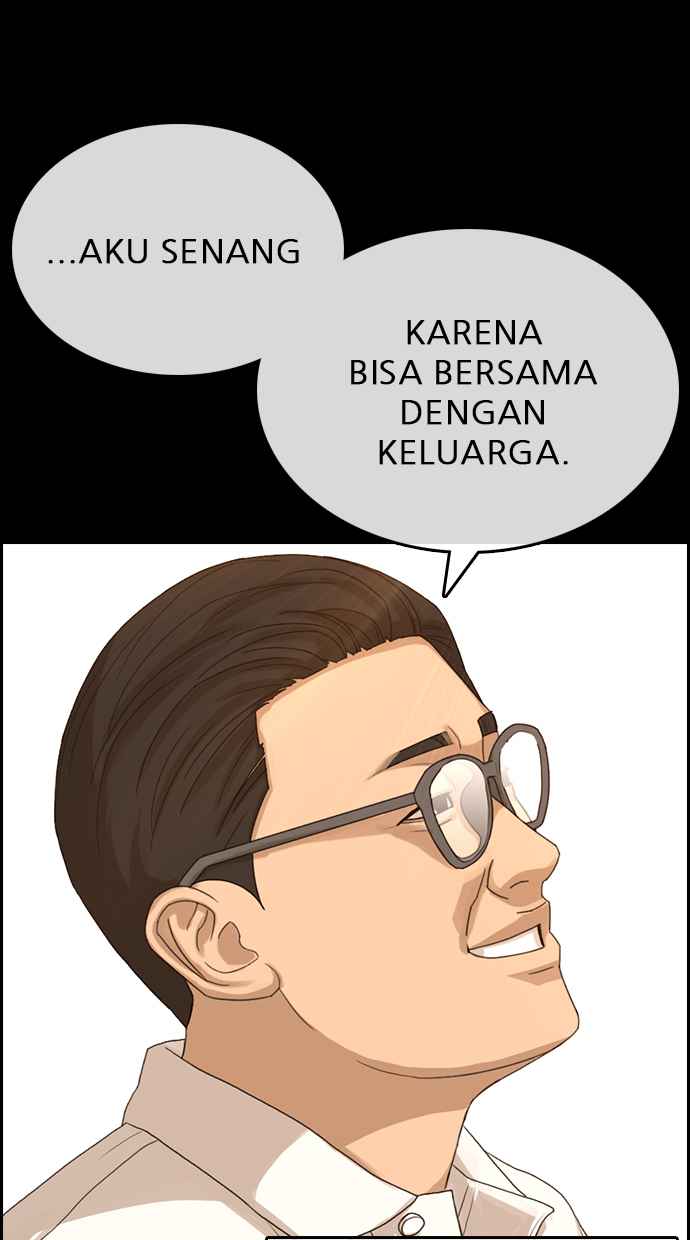 ...AKU SENANG
KARENA
BISA BERSAMA
DENGAN
KELUARGA.